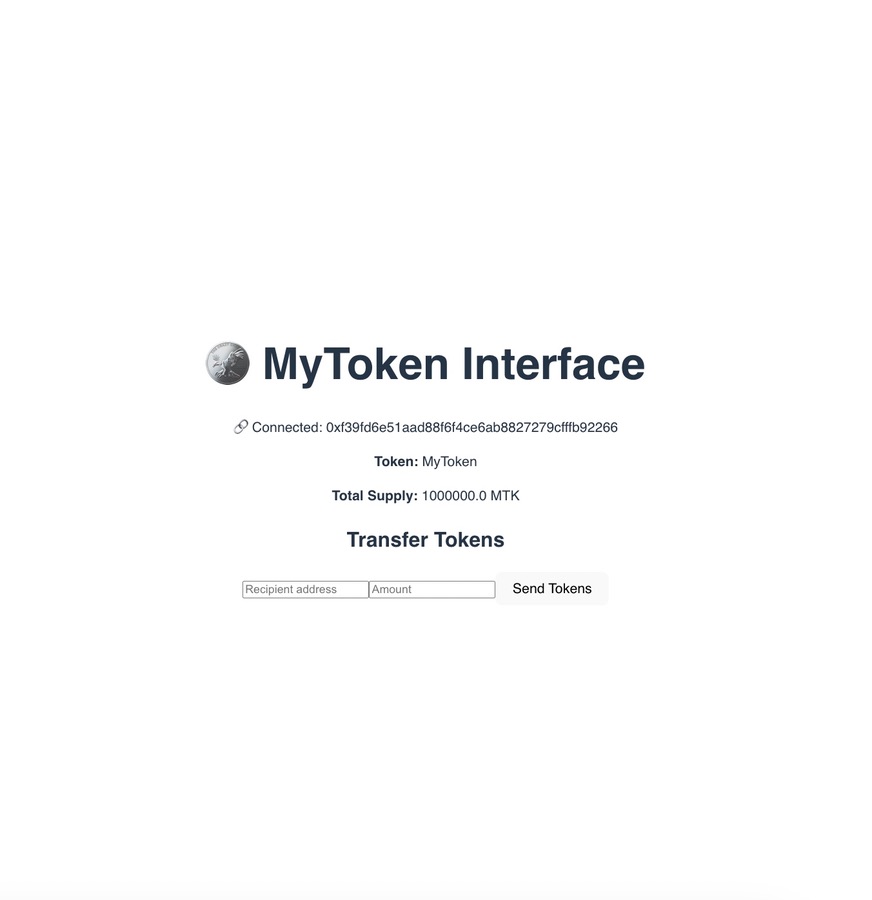 MyToken Interface
Connected: 0xf39fd6e51aad88f6f4ce6ab8827279cfffb92266
Token: MyToken
Total Supply: 1000000.0 MTK
Transfer Tokens
Recipient address Amount Send Tokens